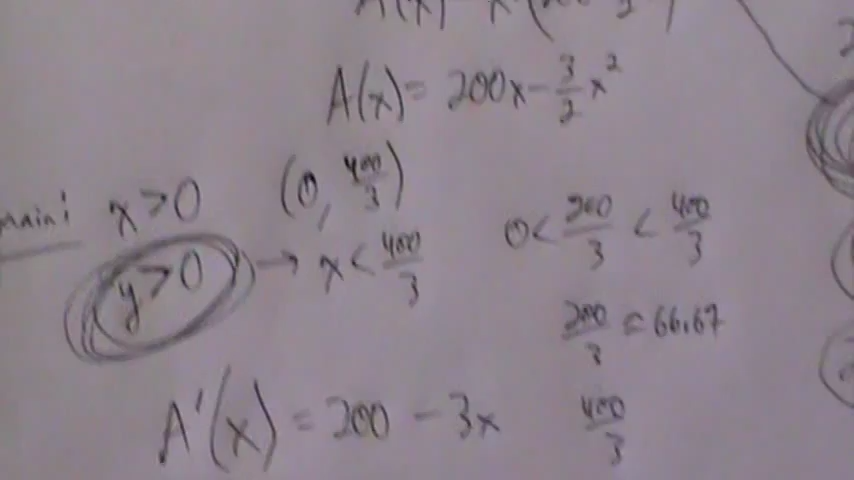 A(x) = 200x - 3/2 x²
x > 0 (0, 400/3)
y > 0 → x < 400/3
0 < 200/3 < 400/3
200/3 = 66.67
A'(x) = 200 - 3x
400/3